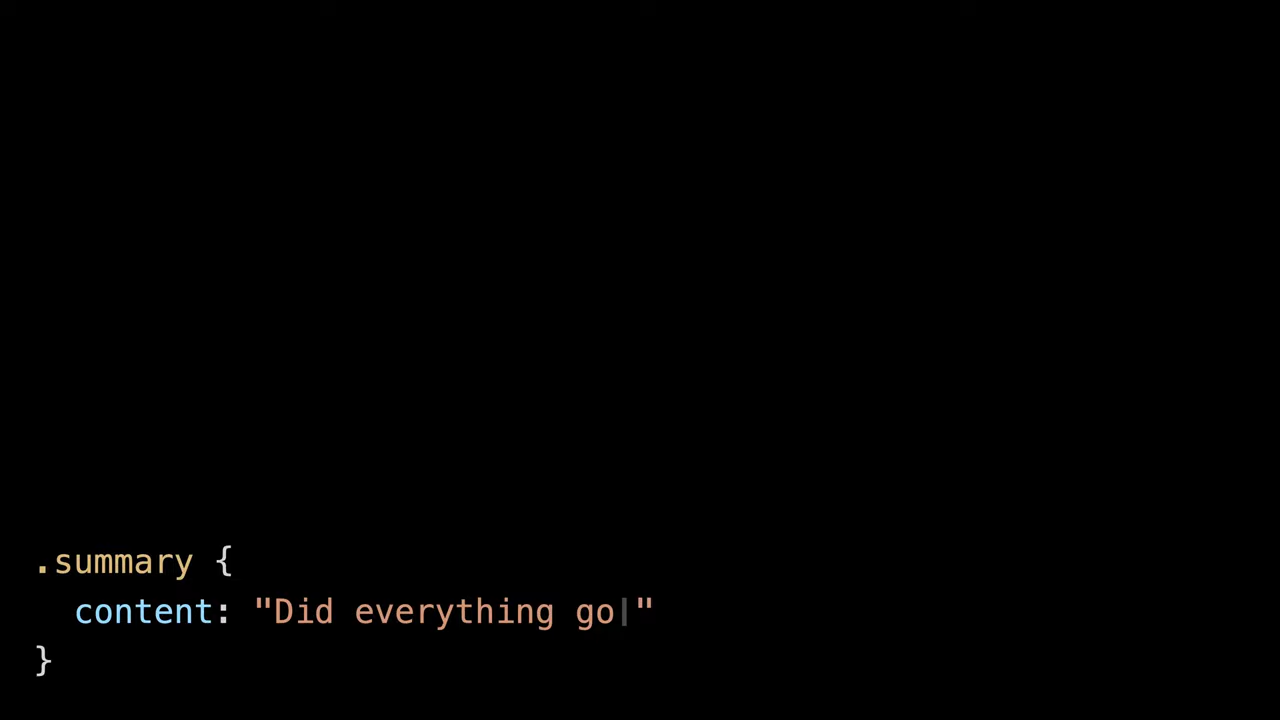 .summary {
  content: "Did everything go"
}